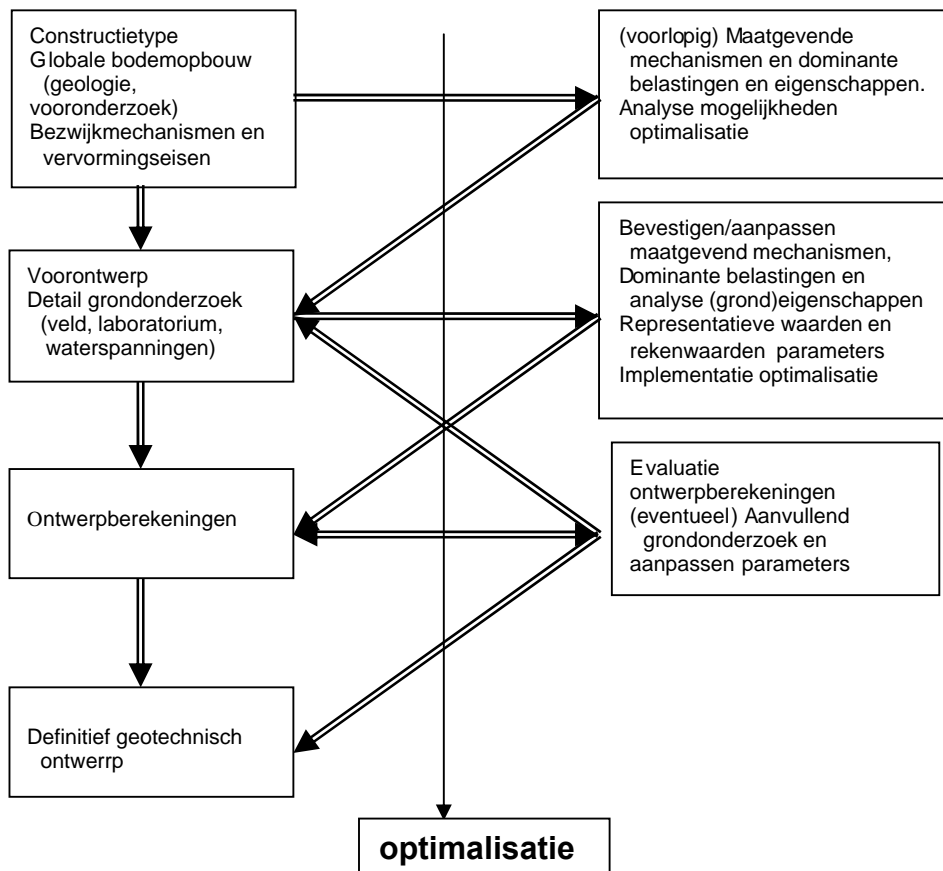 Constructietype
Globale bodemopbouw
(geologie,
vooronderzoek)
Bezwijkmechanismen en
vervormingseisen
(voorlopig) Maatgevende
mechanismen en dominante
belastingen en eigenschappen.
Analyse mogelijkheden
optimalisatie
Voorontwerp
Detail grondonderzoek
(veld, laboratorium,
waterspanningen)
Bevestigen/aanpassen
maatgevend mechanismen,
Dominante belastingen en
analyse (grond)eigenschappen
Representatieve waarden en
rekenwaarden parameters
Implementatie optimalisatie
Ontwerpberekeningen
Evaluatie
ontwerpberekeningen
(eventueel) Aanvullend
grondonderzoek en
aanpassen parameters
Definitief geotechnisch
ontwerrp
optimalisatie